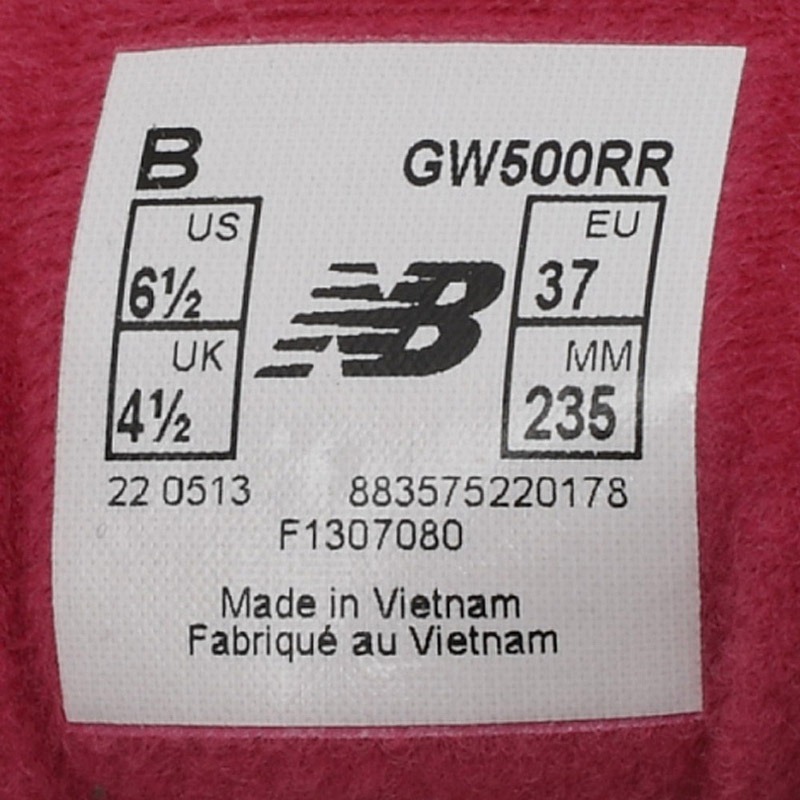 B GW500RR
US EU
6½ 37
UK MM
4½ 235
NB
22 0513 883575220178
F1307080
Made in Vietnam
Fabriqué au Vietnam